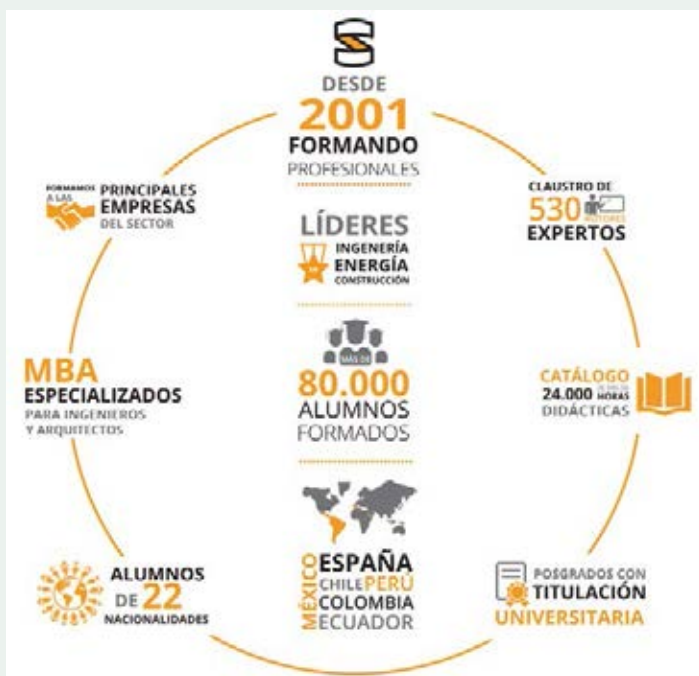 DESDE
2001
FORMANDO
PROFESIONALES
FORMAMOS
A LAS
PRINCIPALES
EMPRESAS
DEL SECTOR
CLAUSTRO DE
530 TUTORES
EXPERTOS
LÍDERES
INGENERÍA
ENERGÍA
CONSTRUCCIÓN
MBA
ESPECIALIZADOS
PARA INGENIEROS
Y ARQUITECTOS
MÁS DE
80.000
ALUMNOS
FORMADOS
CATÁLOGO
24.000 HORAS
DIDÁCTICAS
ALUMNOS
DE 22
NACIONALIDADES
MÉXICO
ESPAÑA
CHILE PERÚ
COLOMBIA
ECUADOR
POSGRADOS CON
TITULACIÓN
UNIVERSITARIA